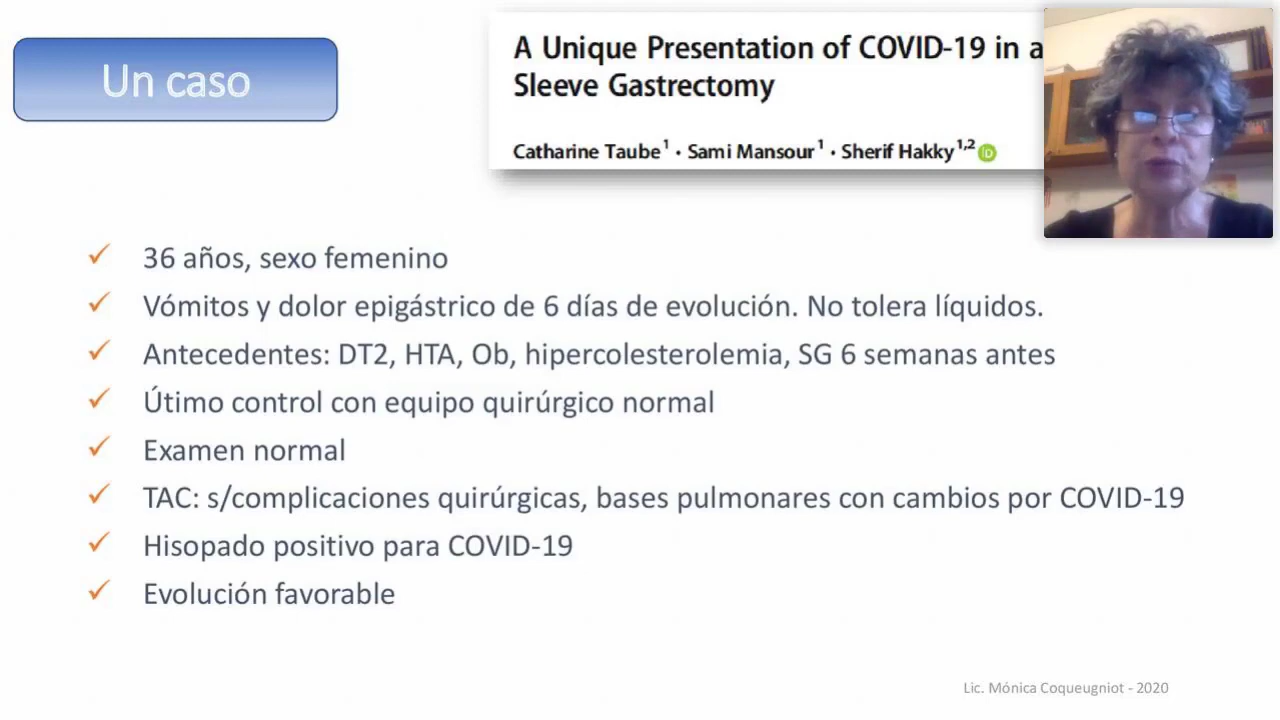 Un caso
A Unique Presentation of COVID-19 in a
Sleeve Gastrectomy
Catharine Taube¹ · Sami Mansour¹ · Sherif Hakky¹,²
36 años, sexo femenino
Vómitos y dolor epigástrico de 6 días de evolución. No tolera líquidos.
Antecedentes: DT2, HTA, Ob, hipercolesterolemia, SG 6 semanas antes
Útimo control con equipo quirúrgico normal
Examen normal
TAC: s/complicaciones quirúrgicas, bases pulmonares con cambios por COVID-19
Hisopado positivo para COVID-19
Evolución favorable
Lic. Mónica Coqueugniot - 2020